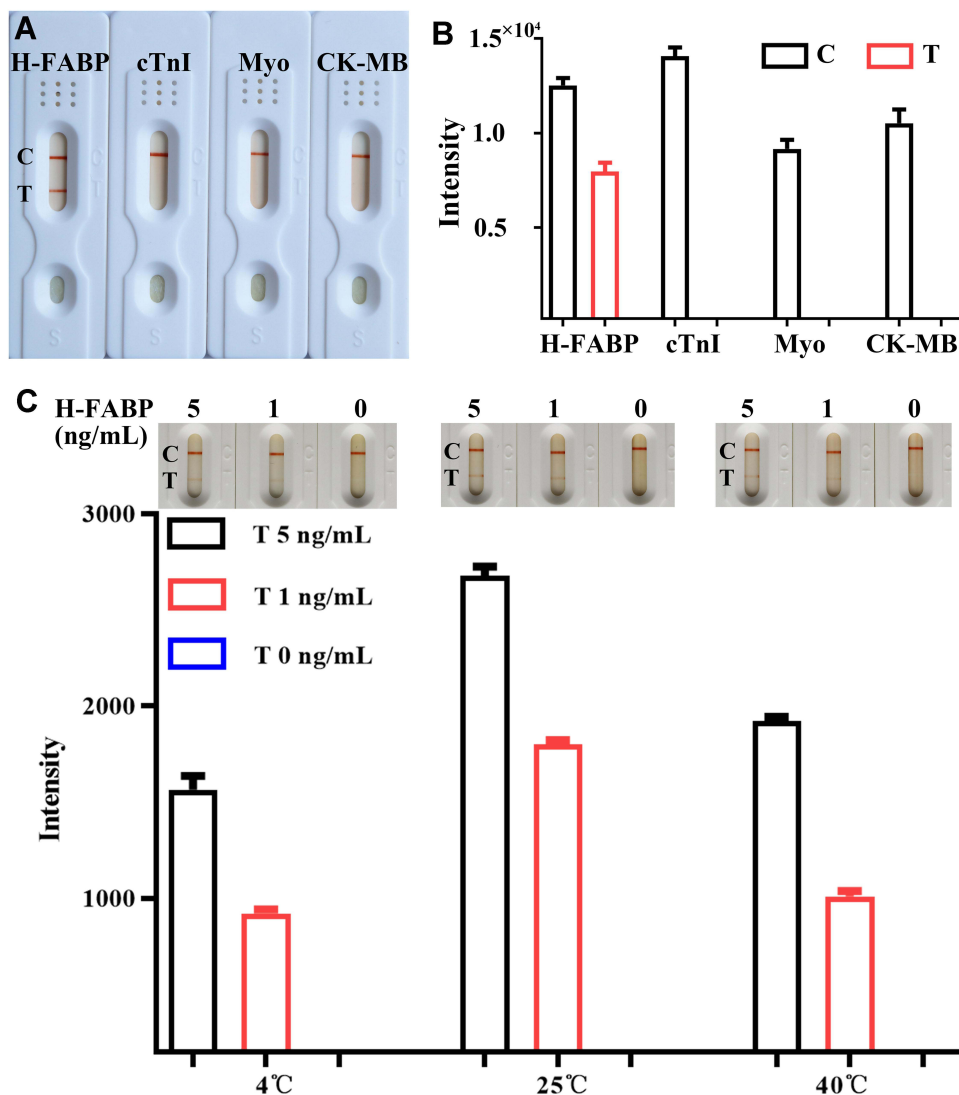 A
H-FABP cTnI Myo CK-MB
C
T
C C C C
T T T T
S S S S
B
1.5×10⁴
1.0
0.5
Intensity
C T
H-FABP cTnI Myo CK-MB
C
H-FABP 5 1 0 5 1 0 5 1 0
(ng/mL)
C C C
T T T
3000
2000
1000
Intensity
T 5 ng/mL
T 1 ng/mL
T 0 ng/mL
4℃ 25℃ 40℃